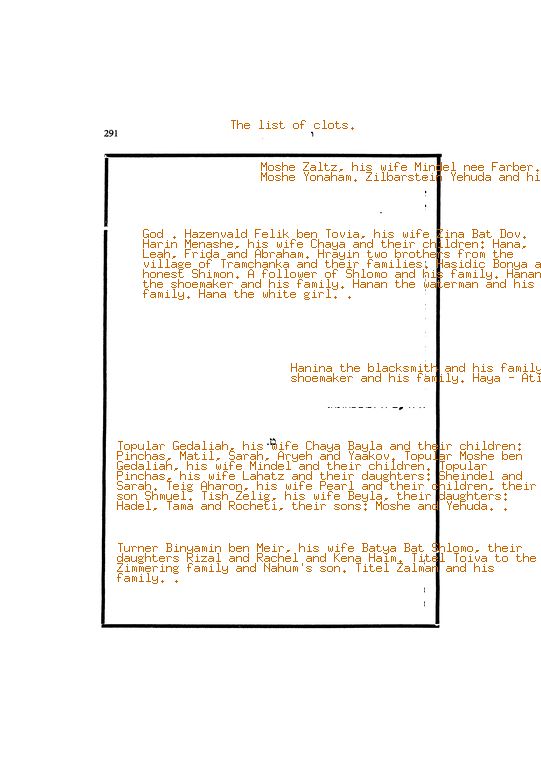 The list of clots.
291
Moshe Zaltz, his wife Mindel nee Farber.
Moshe Yonaham. Zilbarstein Yehuda and hi
God . Hazenvald Felik ben Tovia, his wife Zina Bat Dov.
Harin Menashe, his wife Chaya and their children: Hana,
Leah, Frida and Abraham. Hrayin two brothers from the
village of Tramchanka and their families. Hasidic Bonya a
honest Shimon. A follower of Shlomo and his family. Hanan
the shoemaker and his family. Hanan the waterman and his
family. Hana the white girl. .
Hanina the blacksmith and his family
shoemaker and his family. Haya - Ati
Topular Gedaliah, his wife Chaya Bayla and their children:
Pinchas, Matil, Sarah, Aryeh and Yaakov. Topular Moshe ben
Gedaliah, his wife Mindel and their children. Topular
Pinchas, his wife Lahatz and their daughters: Sheindel and
Sarah. Teig Aharon, his wife Pearl and their children, their
son Shmuel. Tish Zelig, his wife Beyla, their daughters:
Hadel, Tama and Rocheti, their sons: Moshe and Yehuda. .
Turner Binyamin ben Meir, his wife Batya Bat Shlomo, their
daughters Rizal and Rachel and Kena Haim. Titel Toiva to the
Zimmering family and Nahum's son. Titel Zalman and his
family. .